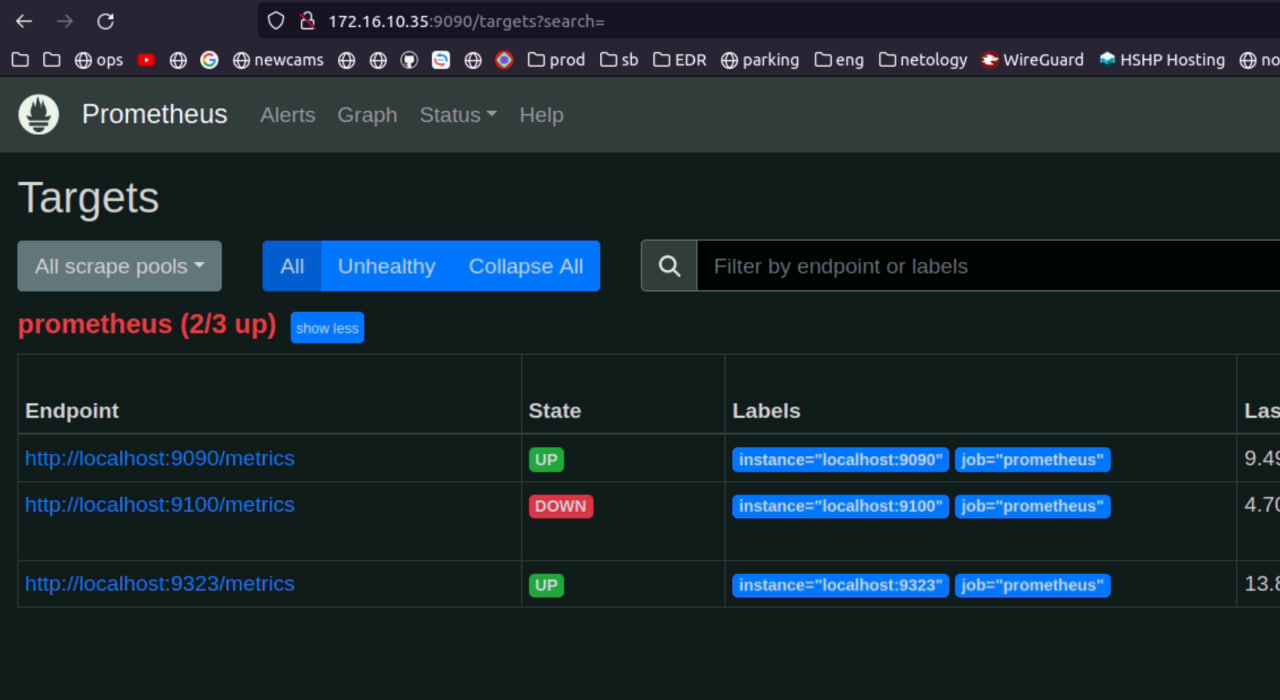 172.16.10.35:9090/targets?search=
ops newcams prod sb EDR parking eng netology WireGuard HSHP Hosting no
Prometheus Alerts Graph Status Help
Targets
All scrape pools All Unhealthy Collapse All Filter by endpoint or labels
prometheus (2/3 up) show less
Endpoint State Labels Las
http://localhost:9090/metrics UP instance="localhost:9090" job="prometheus" 9.49
http://localhost:9100/metrics DOWN instance="localhost:9100" job="prometheus" 4.70
http://localhost:9323/metrics UP instance="localhost:9323" job="prometheus" 13.8